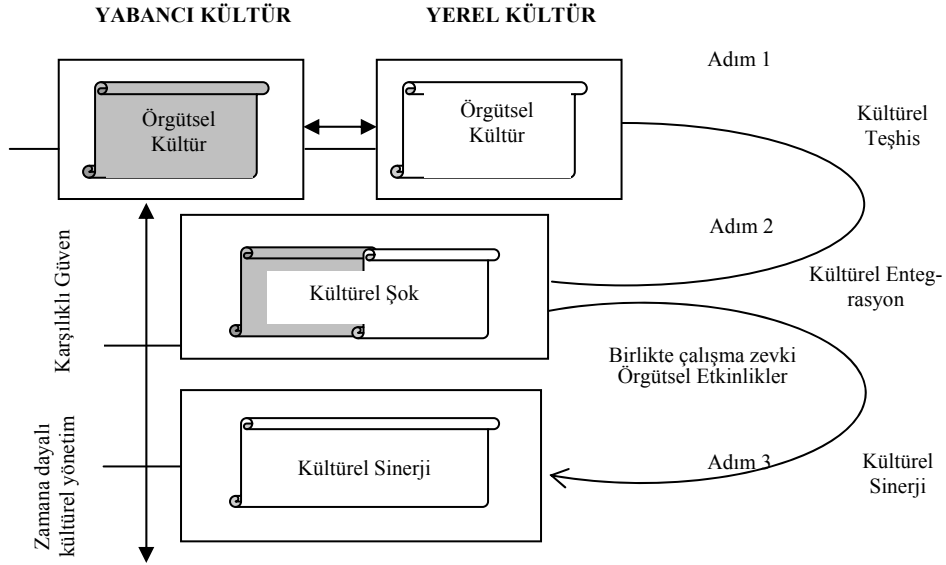 YABANCI KÜLTÜR
YEREL KÜLTÜR
Adım 1
Örgütsel
Kültür
Örgütsel
Kültür
Kültürel
Teşhis
Adım 2
Karşılıklı Güven
Kültürel Şok
Kültürel Enteg-
rasyon
Birlikte çalışma zevki
Örgütsel Etkinlikler
Zamana dayalı
kültürel yönetim
Kültürel Sinerji
Adım 3
Kültürel
Sinerji